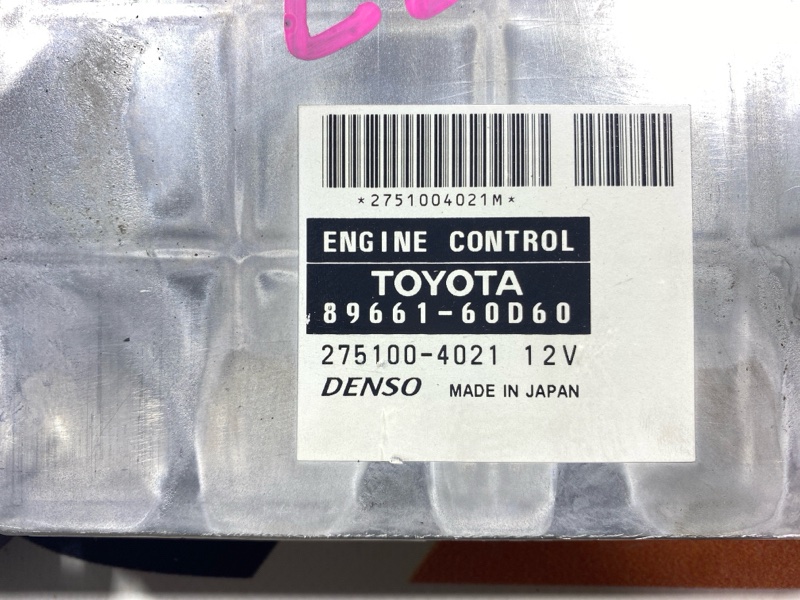 *2751004021M*
ENGINE CONTROL
TOYOTA
89661-60D60
275100-4021 12V
DENSO MADE IN JAPAN